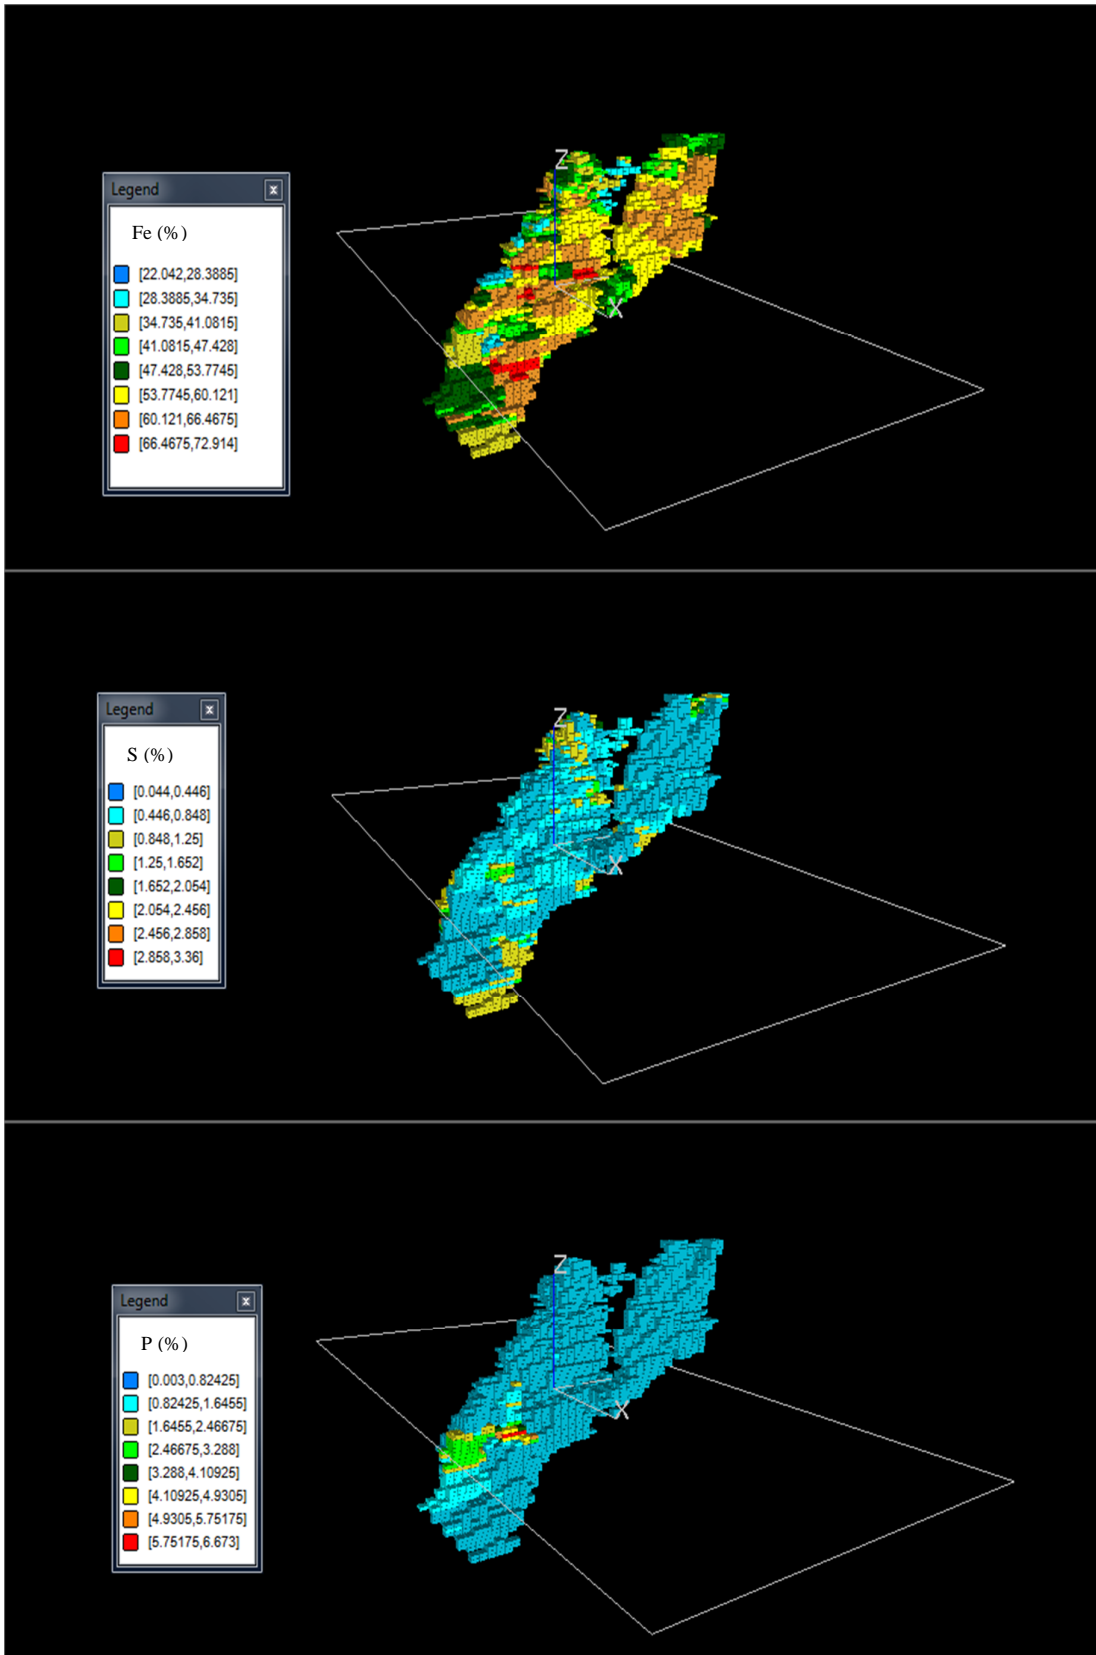 Legend x
Fe (%)
[22.042,28.3885]
[28.3885,34.735]
[34.735,41.0815]
[41.0815,47.428]
[47.428,53.7745]
[53.7745,60.121]
[60.121,66.4675]
[66.4675,72.914]
Z
X
Legend x
S (%)
[0.044,0.446]
[0.446,0.848]
[0.848,1.25]
[1.25,1.652]
[1.652,2.054]
[2.054,2.456]
[2.456,2.858]
[2.858,3.36]
Z
X
Legend x
P (%)
[0.003,0.82425]
[0.82425,1.6455]
[1.6455,2.46675]
[2.46675,3.288]
[3.288,4.10925]
[4.10925,4.9305]
[4.9305,5.75175]
[5.75175,6.673]
Z
X